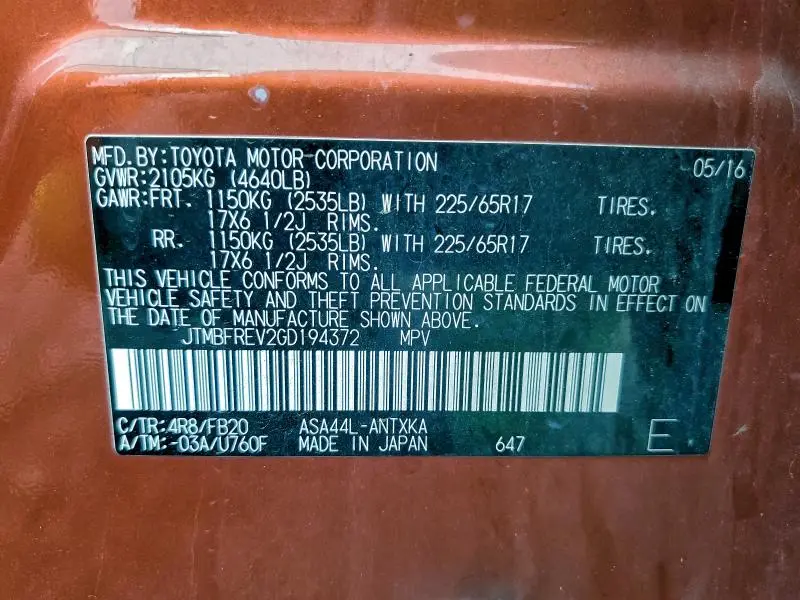 MFD.BY:TOYOTA MOTOR CORPORATION 05/16
GVWR:2105KG (4640LB)
GAWR:FRT. 1150KG (2535LB) WITH 225/65R17 TIRES.
17X6 1/2J RIMS.
RR. 1150KG (2535LB) WITH 225/65R17 TIRES.
17X6 1/2J RIMS.
THIS VEHICLE CONFORMS TO ALL APPLICABLE FEDERAL MOTOR
VEHICLE SAFETY AND THEFT PREVENTION STANDARDS IN EFFECT ON
THE DATE OF MANUFACTURE SHOWN ABOVE.
JTMBFREV2GD194372 MPV
C/TR:4R8/FB20 ASA44L-ANTXKA
A/TM:-03A/U760F MADE IN JAPAN 647 E